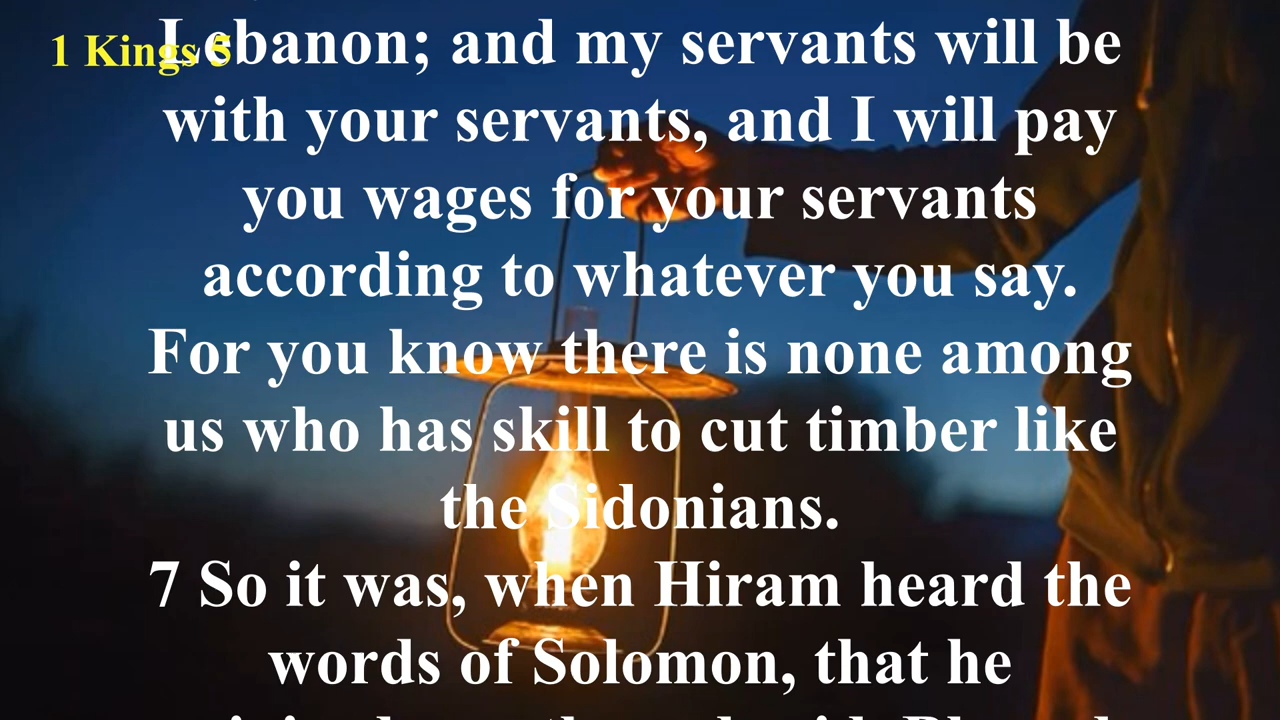 1 Kings 5
Lebanon; and my servants will be
with your servants, and I will pay
you wages for your servants
according to whatever you say.
For you know there is none among
us who has skill to cut timber like
the Sidonians.
7 So it was, when Hiram heard the
words of Solomon, that he